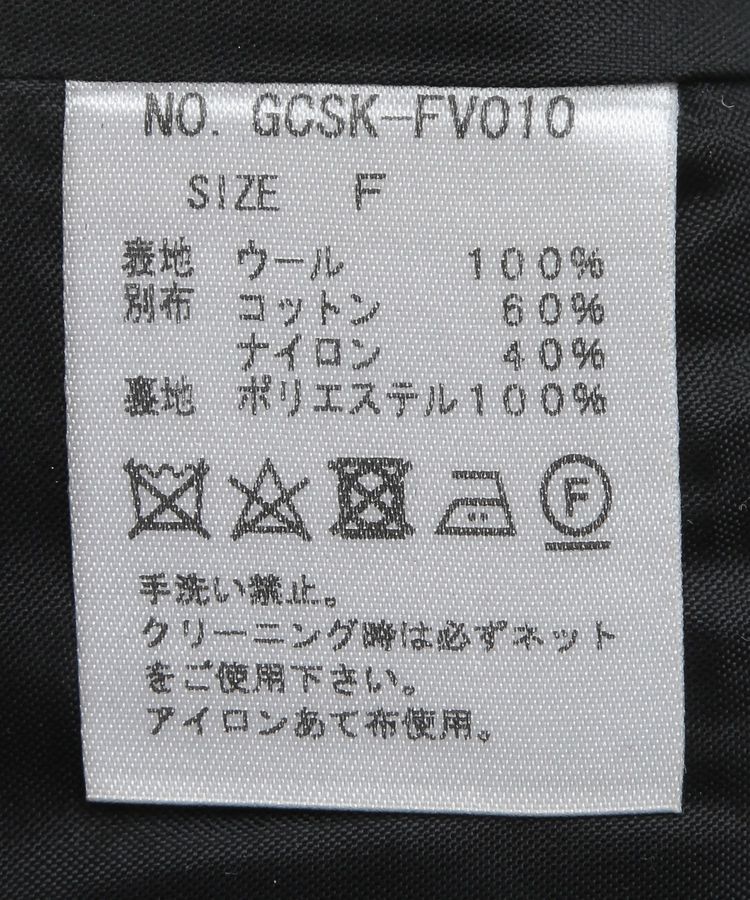 NO. GCSK-FV010
SIZE F
表地 ウール 100%
別布 コットン 60%
ナイロン 40%
裏地 ポリエステル 100%
F
手洗い禁止。
クリーニング時は必ずネット
をご使用下さい。
アイロンあて布使用。